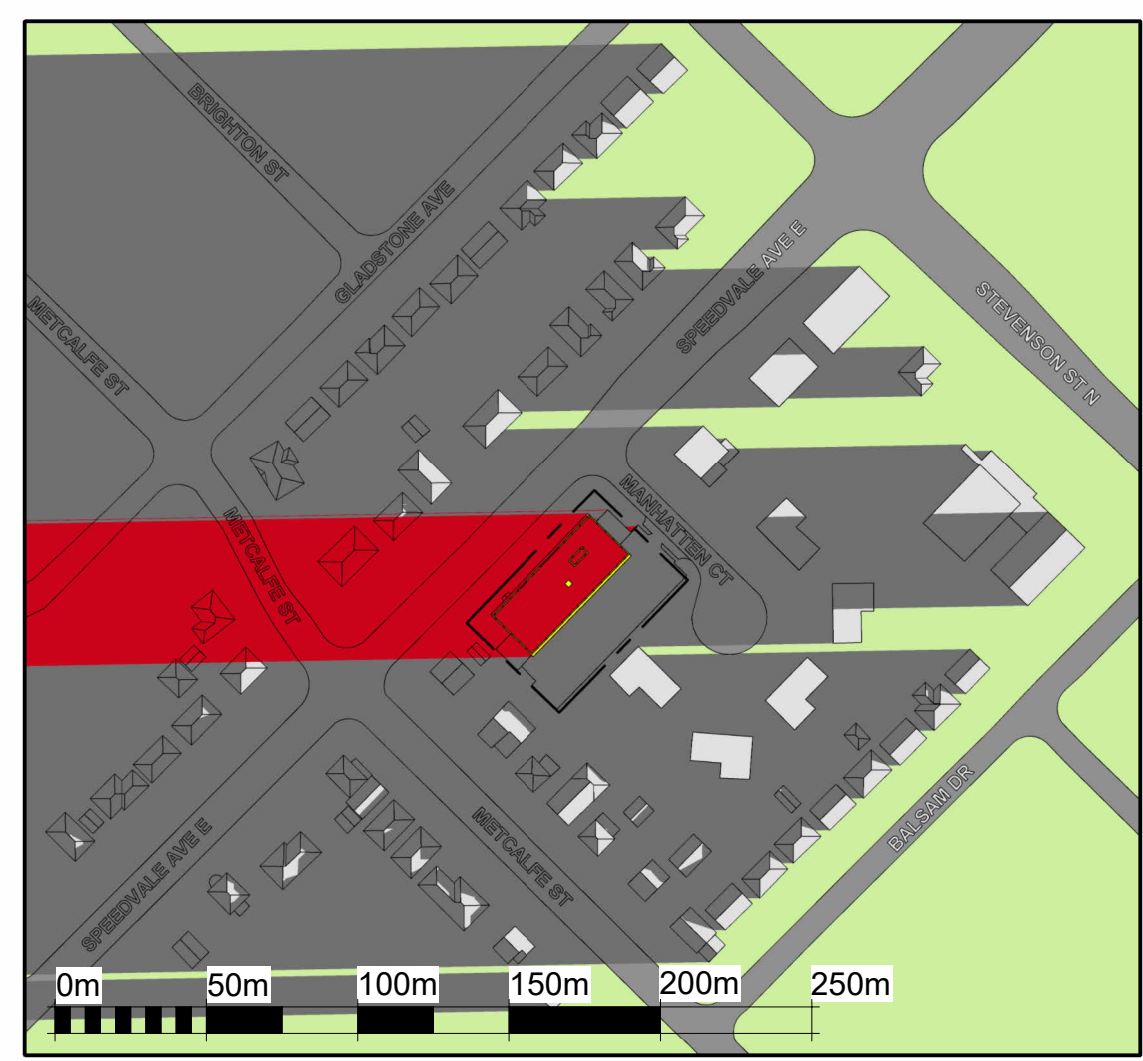 BRIGHTON ST
GLADSTONE AVE
SPEEDVALE AVE E
STEVENSON ST N
METCALFE ST
MANHATTEN CT
METCALFE ST
BALSAM DR
METCALFE ST
SPEEDVALE AVE E
0m 50m 100m 150m 200m 250m